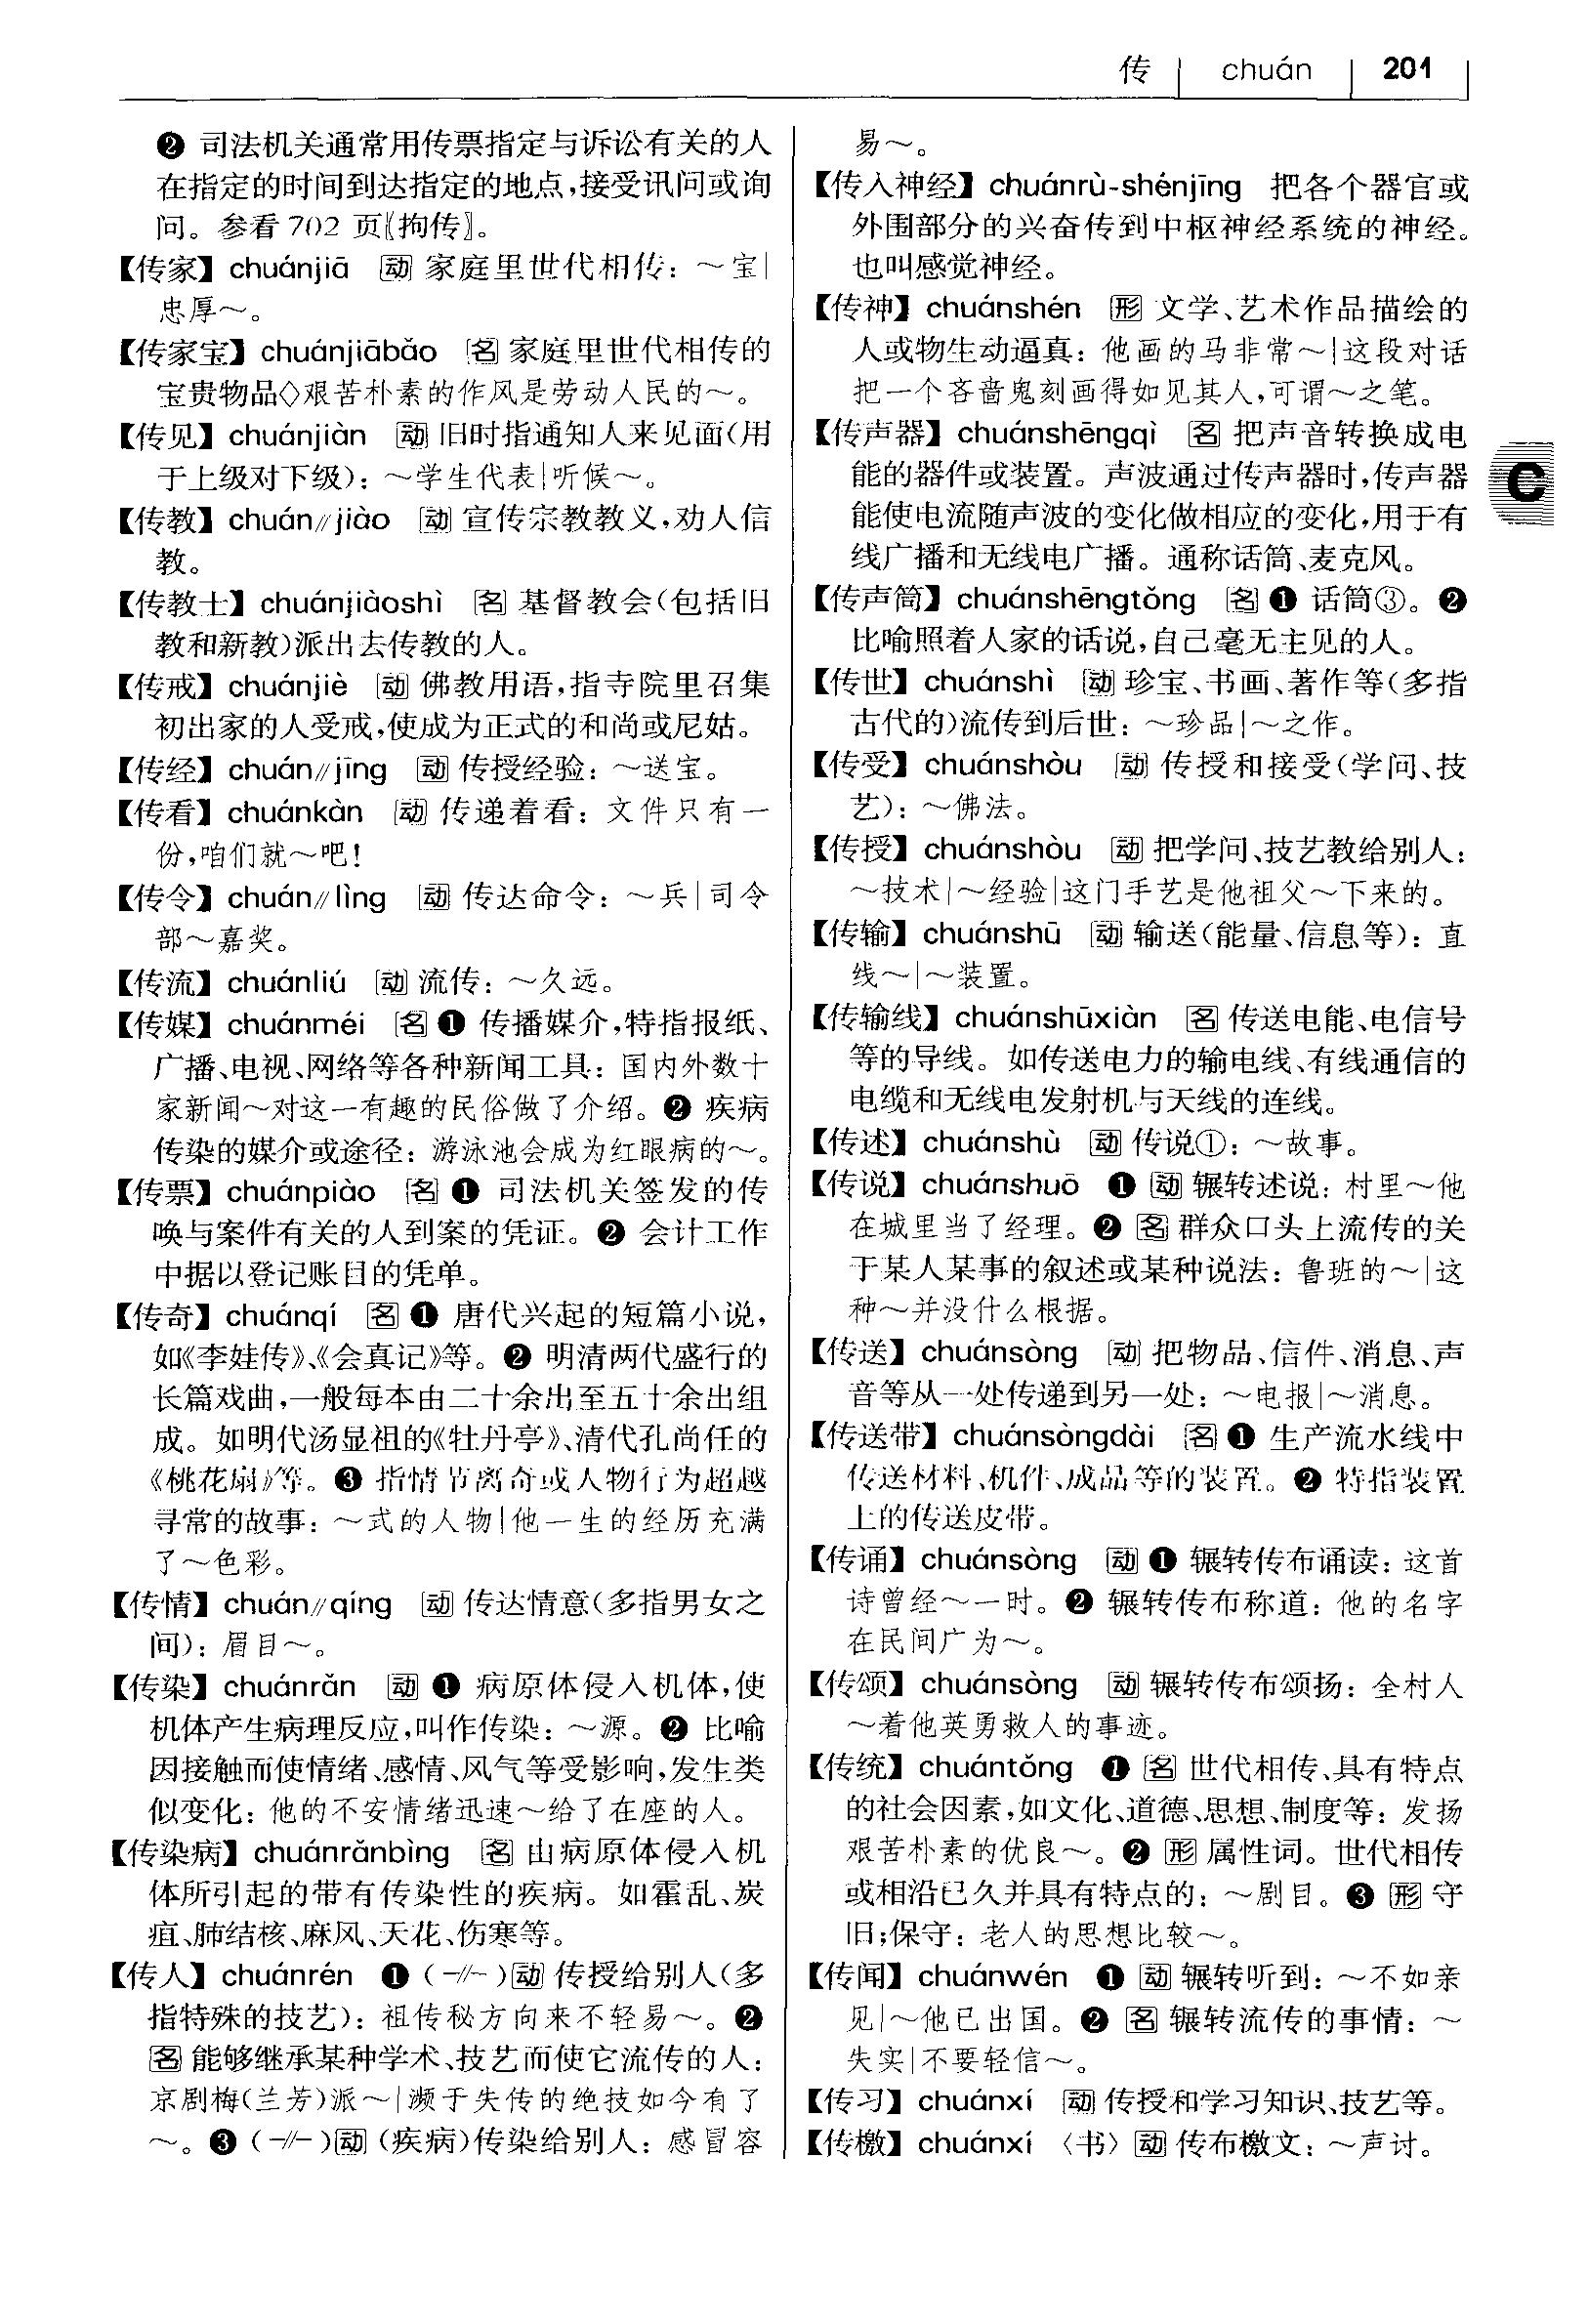 传 chuán 201
❷ 司法机关通常用传票指定与诉讼有关的人
在指定的时间到达指定的地点,接受讯问或询
问。参看702页〖拘传〗。
【传家】chuánjiā 动 家庭里世代相传：～宝|
忠厚～。
【传家宝】chuánjiābǎo 名 家庭里世代相传的
宝贵物品◇艰苦朴素的作风是劳动人民的～。
【传见】chuánjiàn 动 旧时指通知人来见面(用
于上级对下级)：～学生代表|听候～。
【传教】chuán//jiào 动 宣传宗教教义,劝人信
教。
【传教士】chuánjiàoshì 名 基督教会(包括旧
教和新教)派出去传教的人。
【传戒】chuánjiè 动 佛教用语,指寺院里召集
初出家的人受戒,使成为正式的和尚或尼姑。
【传经】chuán//jīng 动 传授经验：～送宝。
【传看】chuánkàn 动 传递着看：文件只有一
份,咱们就～吧!
【传令】chuán//lìng 动 传达命令：～兵|司令
部～嘉奖。
【传流】chuánliú 动 流传：～久远。
【传媒】chuánméi 名 ❶ 传播媒介,特指报纸、
广播、电视、网络等各种新闻工具：国内外数十
家新闻～对这一有趣的民俗做了介绍。❷ 疾病
传染的媒介或途径：游泳池会成为红眼病的～。
【传票】chuánpiào 名 ❶ 司法机关签发的传
唤与案件有关的人到案的凭证。❷ 会计工作
中据以登记账目的凭单。
【传奇】chuánqí 名 ❶ 唐代兴起的短篇小说,
如《李娃传》、《会真记》等。❷ 明清两代盛行的
长篇戏曲,一般每本由二十余出至五十余出组
成。如明代汤显祖的《牡丹亭》、清代孔尚任的
《桃花扇》等。❸ 指情节离奇或人物行为超越
寻常的故事：～式的人物|他一生的经历充满
了～色彩。
【传情】chuán//qíng 动 传达情意(多指男女之
间)：眉目～。
【传染】chuánrǎn 动 ❶ 病原体侵入机体,使
机体产生病理反应,叫作传染：～源。❷ 比喻
因接触而使情绪、感情、风气等受影响,发生类
似变化：他的不安情绪迅速～给了在座的人。
【传染病】chuánrǎnbìng 名 由病原体侵入机
体所引起的带有传染性的疾病。如霍乱、炭
疽、肺结核、麻风、天花、伤寒等。
【传人】chuánrén ❶ (-//-)动 传授给别人(多
指特殊的技艺)：祖传秘方向来不轻易～。❷
名 能够继承某种学术、技艺而使它流传的人：
京剧梅(兰芳)派～|濒于失传的绝技如今有了
～。❸ (-//-)动 (疾病)传染给别人：感冒容
易～。
【传入神经】chuánrù-shénjīng 把各个器官或
外围部分的兴奋传到中枢神经系统的神经。
也叫感觉神经。
【传神】chuánshén 形 文学、艺术作品描绘的
人或物生动逼真：他画的马非常～|这段对话
把一个吝啬鬼刻画得如见其人,可谓～之笔。
【传声器】chuánshēngqì 名 把声音转换成电
能的器件或装置。声波通过传声器时,传声器
能使电流随声波的变化做相应的变化,用于有
线广播和无线电广播。通称话筒、麦克风。
【传声筒】chuánshēngtǒng 名 ❶ 话筒③。❷
比喻照着人家的话说,自己毫无主见的人。
【传世】chuánshì 动 珍宝、书画、著作等(多指
古代的)流传到后世：～珍品|～之作。
【传受】chuánshòu 动 传授和接受(学问、技
艺)：～佛法。
【传授】chuánshòu 动 把学问、技艺教给别人：
～技术|～经验|这门手艺是他祖父～下来的。
【传输】chuánshū 动 输送(能量、信息等)：直
线～|～装置。
【传输线】chuánshūxiàn 名 传送电能、电信号
等的导线。如传送电力的输电线、有线通信的
电缆和无线电发射机与天线的连线。
【传述】chuánshù 动 传说①：～故事。
【传说】chuánshuō ❶ 动 辗转述说：村里～他
在城里当了经理。❷ 名 群众口头上流传的关
于某人某事的叙述或某种说法：鲁班的～|这
种～并没什么根据。
【传送】chuánsòng 动 把物品、信件、消息、声
音等从一处传递到另一处：～电报|～消息。
【传送带】chuánsòngdài 名 ❶ 生产流水线中
传送材料、机件、成品等的装置。❷ 特指装置
上的传送皮带。
【传诵】chuánsòng 动 ❶ 辗转传布诵读：这首
诗曾经～一时。❷ 辗转传布称道：他的名字
在民间广为～。
【传颂】chuánsòng 动 辗转传布颂扬：全村人
～着他英勇救人的事迹。
【传统】chuántǒng ❶ 名 世代相传、具有特点
的社会因素,如文化、道德、思想、制度等：发扬
艰苦朴素的优良～。❷ 形 属性词。世代相传
或相沿已久并具有特点的：～剧目。❸ 形 守
旧;保守：老人的思想比较～。
【传闻】chuánwén ❶ 动 辗转听到：～不如亲
见|～他已出国。❷ 名 辗转流传的事情：～
失实|不要轻信～。
【传习】chuánxí 动 传授和学习知识、技艺等。
【传檄】chuánxí 〈书〉动 传布檄文：～声讨。
C